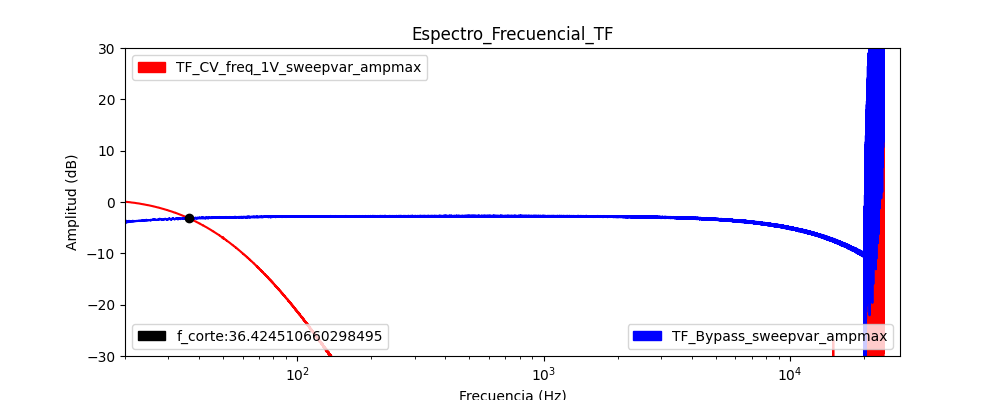 Espectro_Frecuencial_TF
TF_CV_freq_1V_sweepvar_ampmax
Amplitud (dB)
30
20
10
0
−10
−20
−30
f_corte:36.424510660298495
TF_Bypass_sweepvar_ampmax
10²
10³
10⁴
Frecuencia (Hz)